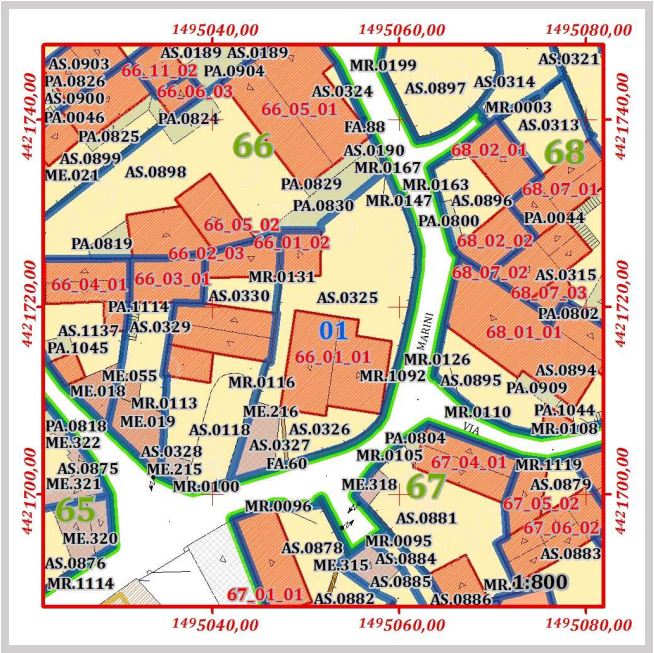 1495040,00 1495060,00 1495080,00
AS.0903 AS.0189 AS.0189 MR.0199 AS.0321
PA.0826 66_11_02 PA.0904 AS.0314
AS.0900 66_06_03 AS.0324 AS.0897 MR.0003
PA.0046 PA.0824 66_05_01 FA.88 AS.0313
4421740,00 4421740,00
PA.0825 66 AS.0190 68_02_01 68
AS.0899 MR.0167
ME.021 AS.0898 PA.0829 MR.0163 68_07_01
PA.0830 MR.0147 AS.0896
66_05_02 PA.0800 PA.0044
PA.0819 66_02_03 66_01_02 68_02_02
66_04_01 66_03_01 MR.0131 68_07_02 AS.0315
AS.0330 AS.0325 68_07_03
PA.1114 PA.0802
4421720,00 4421720,00
AS.1137 AS.0329 01 MARINI 68_01_01
PA.1045 66_01_01 MR.0126
ME.055 MR.0116 MR.1092 AS.0895 AS.0894
ME.018 PA.0909
MR.0113 ME.216 MR.0110 PA.1044
ME.019 AS.0118 AS.0326 VIA MR.0108
PA.0818 PA.0804
ME.322 AS.0328 AS.0327 MR.0105
AS.0875 ME.215 FA.60 67_04_01 MR.1119
ME.321 MR.0100 ME.318 67 AS.0879
4421700,00 4421700,00
65 MR.0096 67_05_02
AS.0881 67_06_02
ME.320 AS.0878 MR.0095
AS.0876 ME.315 AS.0884 AS.0883
MR.1114 AS.0885 MR. 1:800
67_01_01 AS.0882 AS.0886
1495040,00 1495060,00 1495080,00